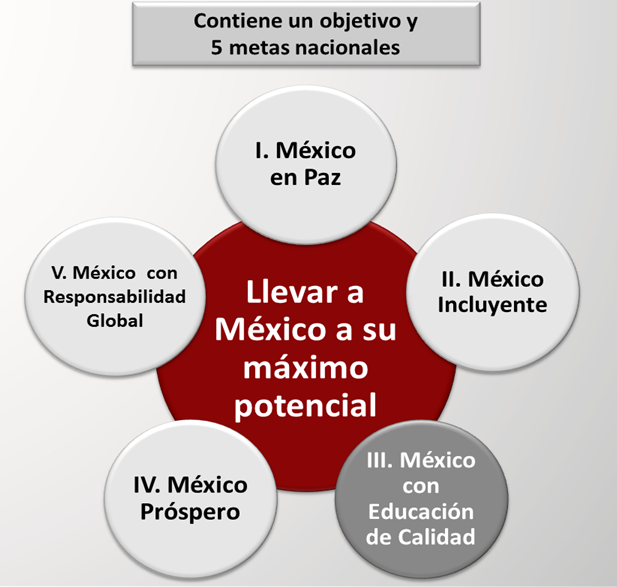 Contiene un objetivo y
5 metas nacionales
I. México
en Paz
II. México
Incluyente
III. México
con
Educación
de Calidad
IV. México
Próspero
V. México con
Responsabilidad
Global
Llevar a
México a su
máximo
potencial